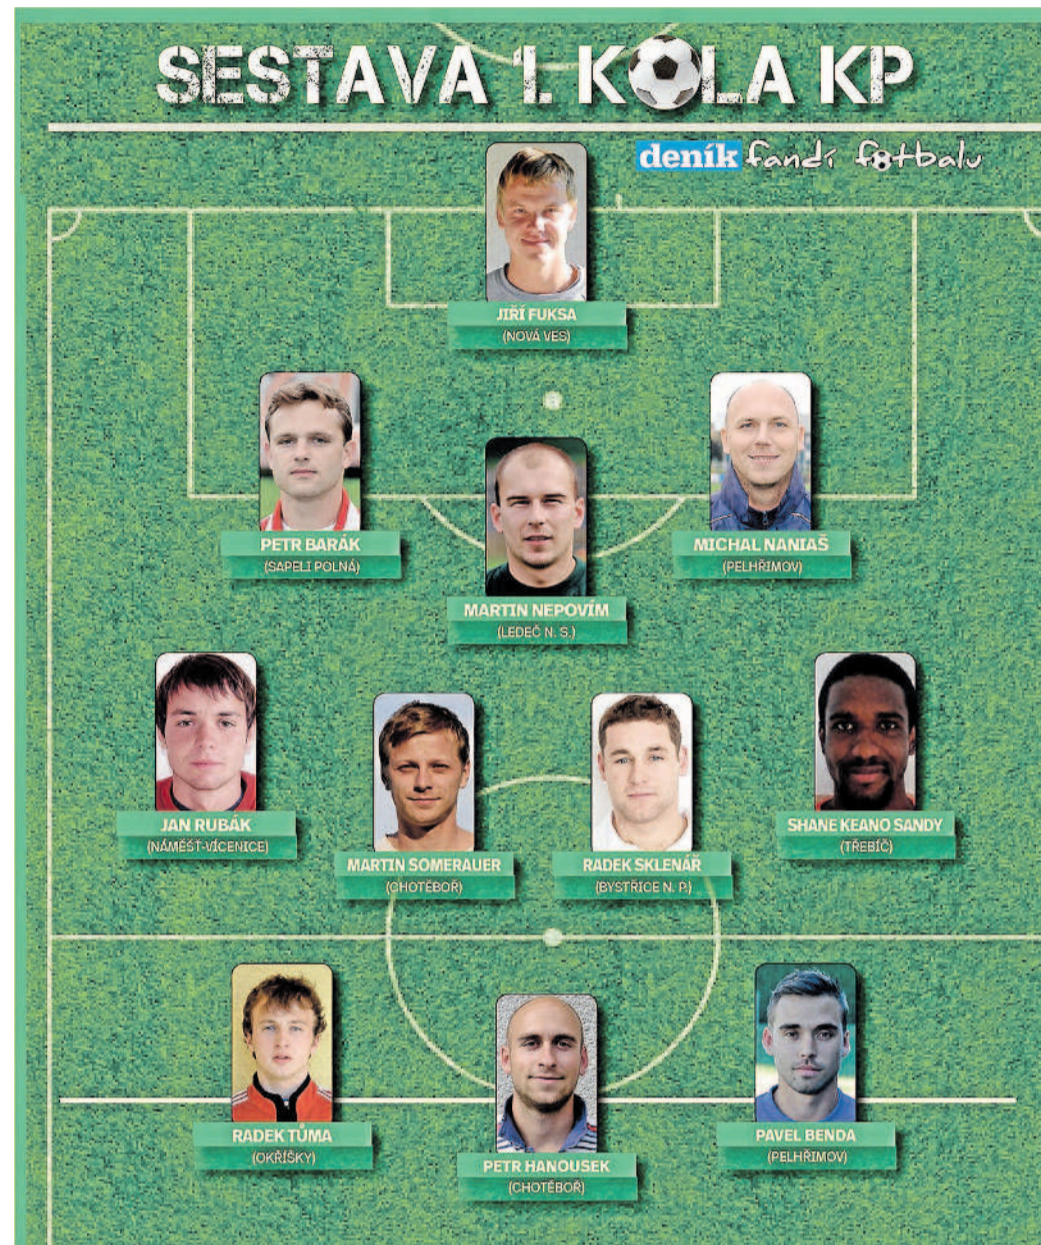 SESTAVA 1. KOLA KP
deník fandí fotbalu
JIŘÍ FUKSA
(NOVÁ VES)
PETR BARÁK
(SAPELI POLNÁ)
MICHAL NANIAŠ
(PELHŘIMOV)
MARTIN NEPOVÍM
(LEDEČ N. S.)
JAN RUBÁK
(NÁMĚŠŤ-VÍCENICE)
MARTIN SOMERAUER
(CHOTĚBOŘ)
RADEK SKLENÁŘ
(BYSTŘICE N. P.)
SHANE KEANO SANDY
(TŘEBÍČ)
RADEK TŮMA
(OKŘÍŠKY)
PETR HANOUSEK
(CHOTĚBOŘ)
PAVEL BENDA
(PELHŘIMOV)